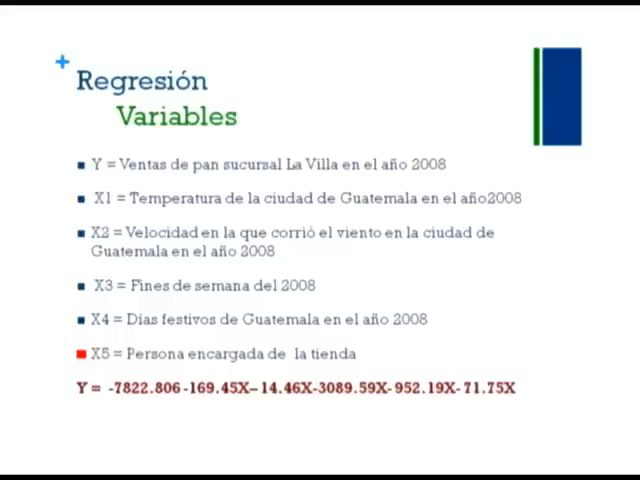 +
Regresión
Variables
Y = Ventas de pan sucursal La Villa en el año 2008
X1 = Temperatura de la ciudad de Guatemala en el año2008
X2 = Velocidad en la que corrió el viento en la ciudad de
Guatemala en el año 2008
X3 = Fines de semana del 2008
X4 = Días festivos de Guatemala en el año 2008
X5 = Persona encargada de la tienda
Y = -7822.806 -169.45X– 14.46X-3089.59X- 952.19X- 71.75X